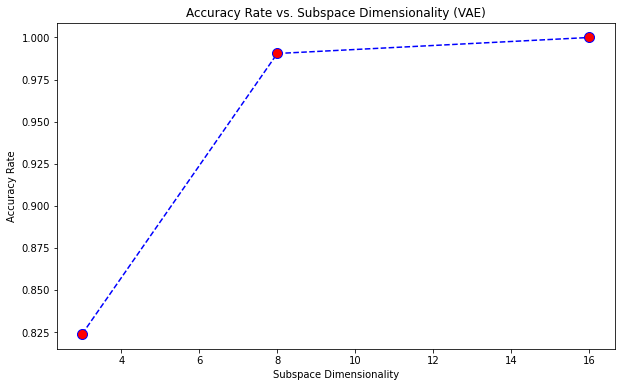 Accuracy Rate vs. Subspace Dimensionality (VAE)
1.000
0.975
0.950
0.925
0.900
0.875
0.850
0.825
Accuracy Rate
4 6 8 10 12 14 16
Subspace Dimensionality